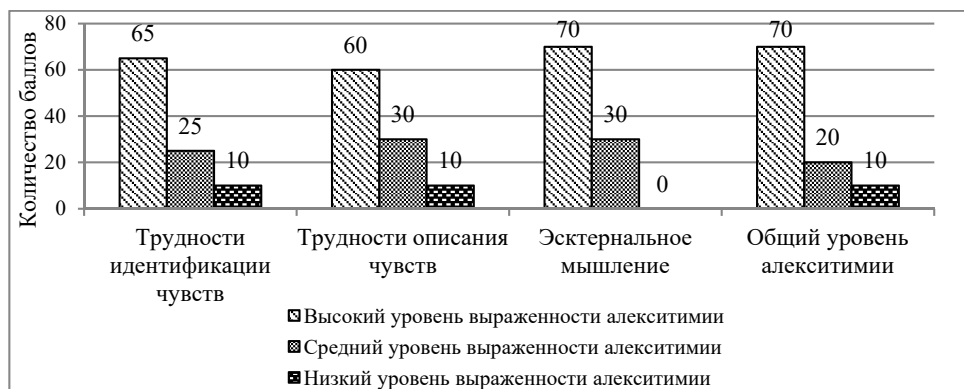 Количество баллов
80
60
40
20
0
65
25
10
60
30
10
70
30
0
70
20
10
Трудности
идентификации
чувств
Трудности описания
чувств
Эсктернальное
мышление
Общий уровень
алекситимии
Высокий уровень выраженности алекситимии
Средний уровень выраженности алекситимии
Низкий уровень выраженности алекситимии